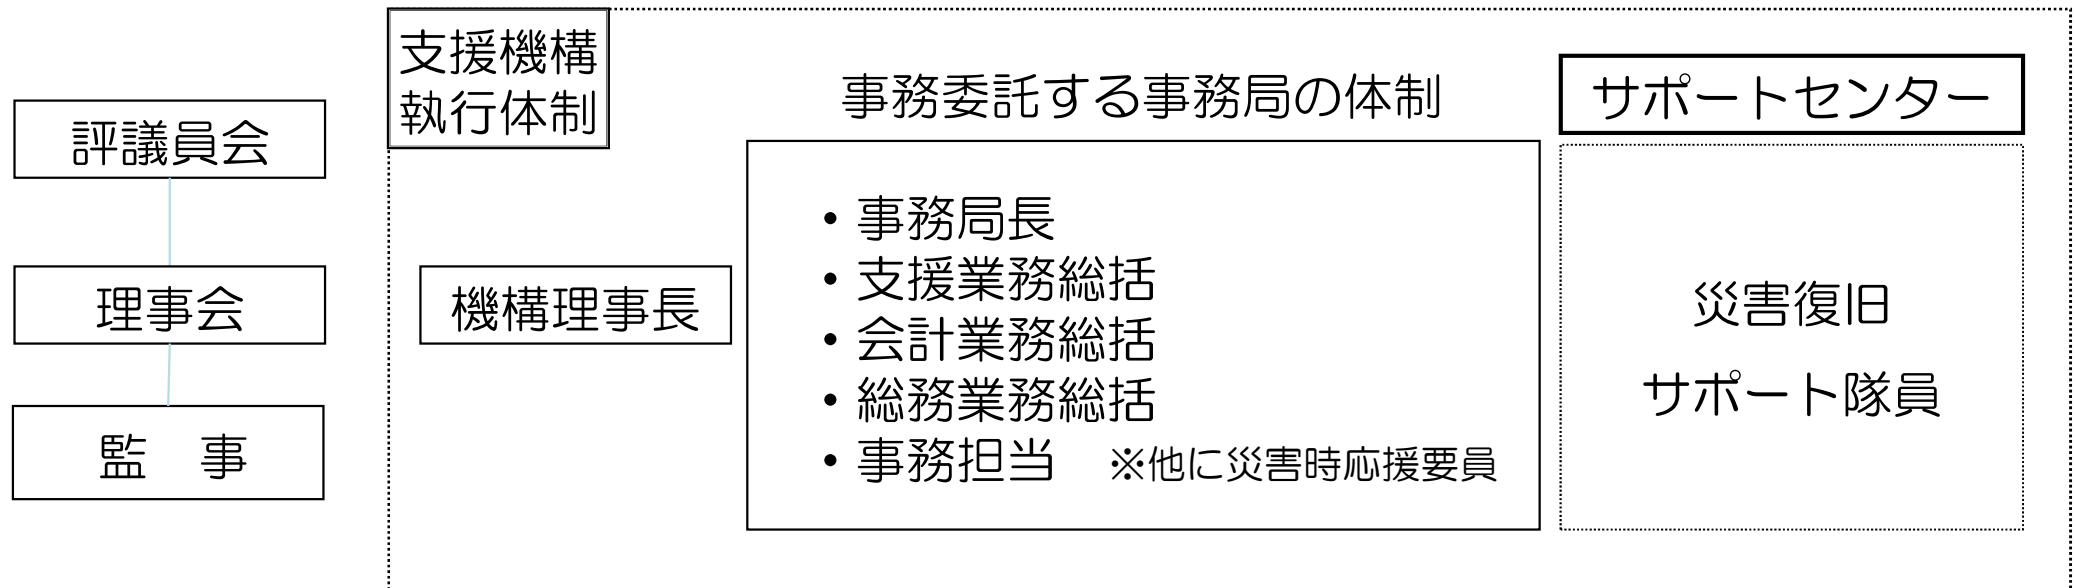 支援機構
執行体制
評議員会
理事会
監　事
機構理事長
事務委託する事務局の体制
・事務局長
・支援業務総括
・会計業務総括
・総務業務総括
・事務担当　※他に災害時応援要員
サポートセンター
災害復旧
サポート隊員